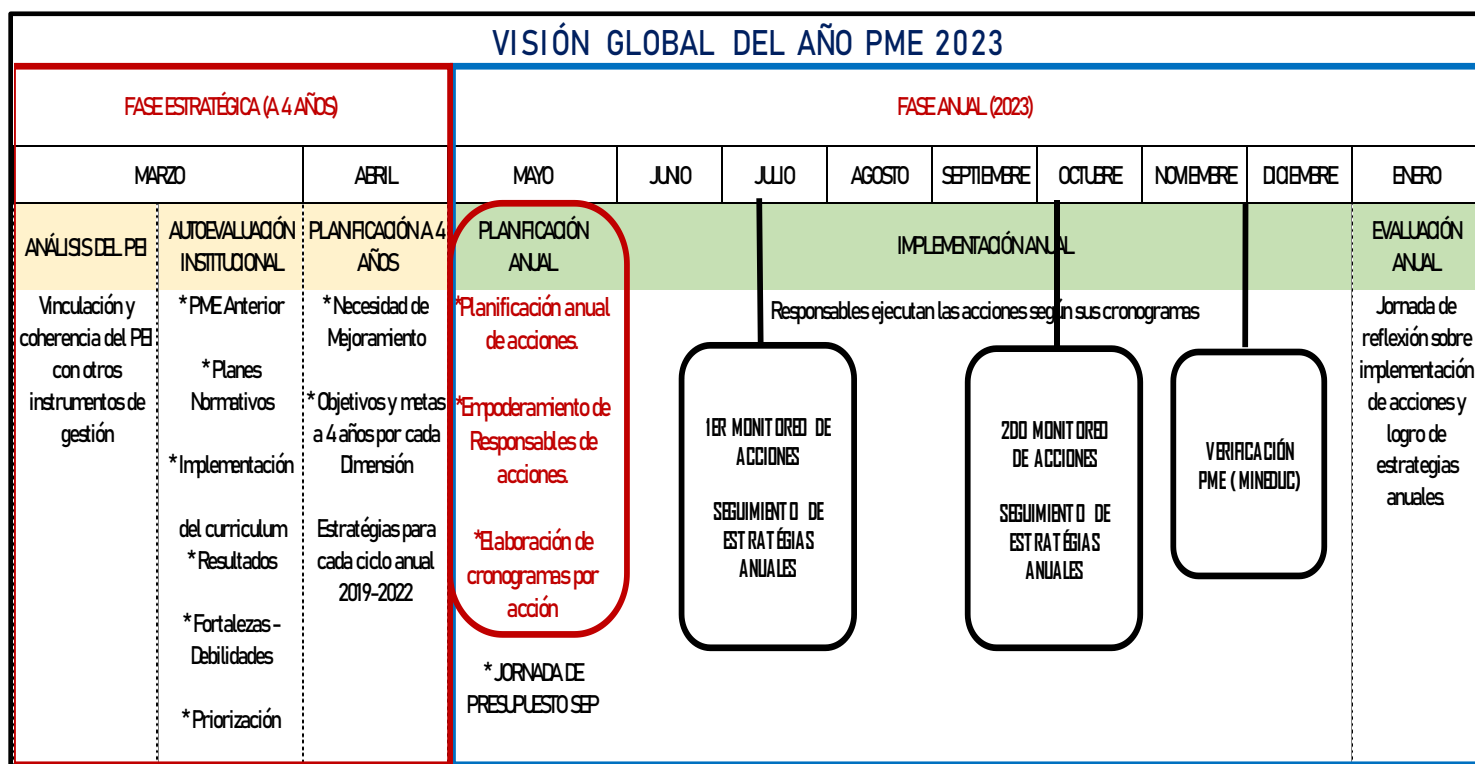 VISIÓN GLOBAL DEL AÑO PME 2023
FASE ESTRATÉGICA (A 4 AÑOS)
FASE ANUAL (2023)
MARZO
ABRIL
MAYO
JUNIO
JULIO
AGOSTO
SEPTIEMBRE
OCTUBRE
NOVIEMBRE
DICIEMBRE
ENERO
ANÁLISIS DEL PEI
AUTOEVALUACIÓN
INSTITUCIONAL
PLANIFICACIÓN A 4
AÑOS
PLANIFICACIÓN
ANUAL
IMPLEMENTACIÓN ANUAL
EVALUACIÓN
ANUAL
Vinculación y
coherencia del PEI
con otros
instrumentos de
gestión
* PME Anterior
* Planes
Normativos
* Implementación
del curriculum
* Resultados
* Fortalezas -
Debilidades
* Priorización
* Necesidad de
Mejoramiento
* Objetivos y metas
a 4 años por cada
Dimensión
Estratégias para
cada ciclo anual
2019-2022
*Planificación anual
de acciones.
*Empoderamiento de
Responsables de
acciones.
*Elaboración de
cronogramas por
acción
* JORNADA DE
PRESUPUESTO SEP
Responsables ejecutan las acciones según sus cronogramas
1ER MONITOREO DE
ACCIONES
SEGUIMIENTO DE
ESTRATÉGIAS
ANUALES
2DO MONITOREO
DE ACCIONES
SEGUIMIENTO DE
ESTRATÉGIAS
ANUALES
VERIFICACIÓN
PME ( MINEDUC)
Jornada de
reflexión sobre
implementación
de acciones y
logro de
estrategias
anuales.